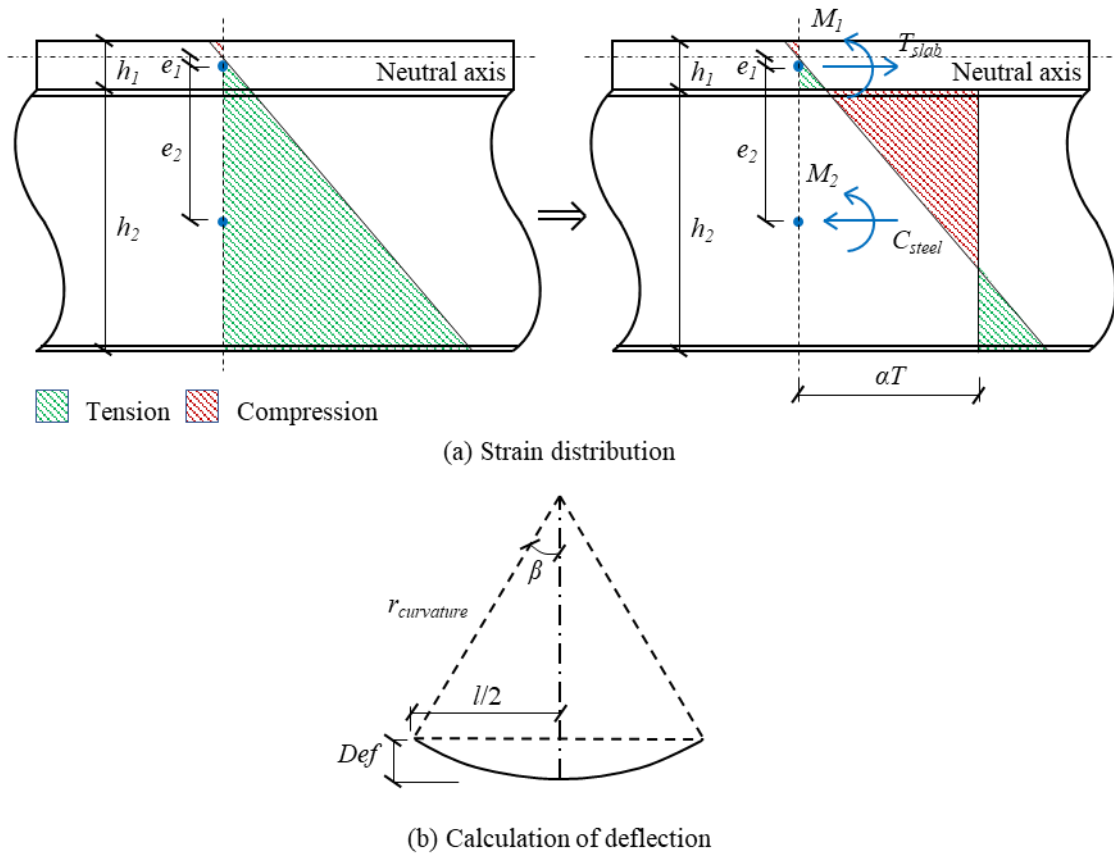 h1
e1
Neutral axis
e2
h2
M1
Tslab
h1
e1
Neutral axis
e2
M2
h2
Csteel
αT
Tension
Compression
(a) Strain distribution
β
rcurvature
l/2
Def
(b) Calculation of deflection